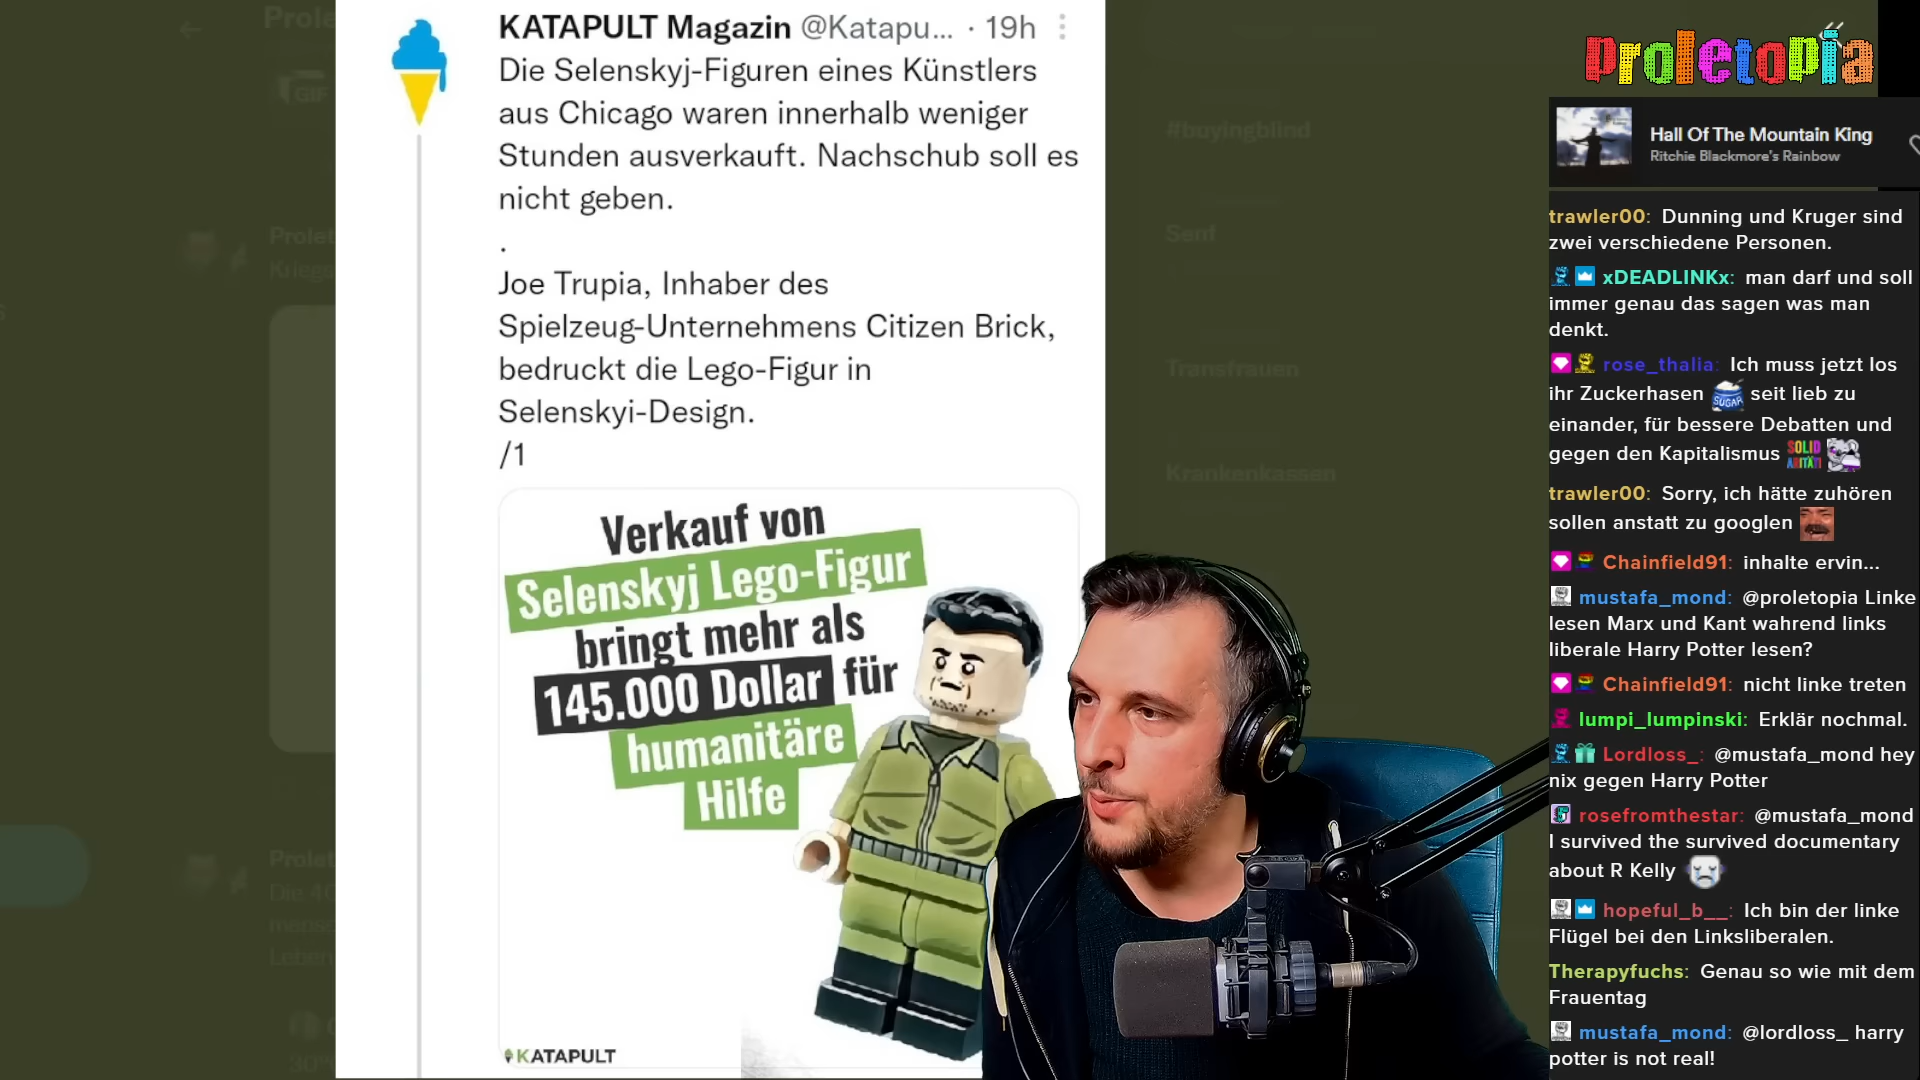 KATAPULT Magazin @Katapu... · 19h
Die Selenskyj-Figuren eines Künstlers
aus Chicago waren innerhalb weniger
Stunden ausverkauft. Nachschub soll es
nicht geben.
.
Joe Trupia, Inhaber des
Spielzeug-Unternehmens Citizen Brick,
bedruckt die Lego-Figur in
Selenskyi-Design.
/1
Verkauf von
Selenskyj Lego-Figur
bringt mehr als
145.000 Dollar für
humanitäre
Hilfe
KATAPULT
GIF
#buyingblind
Senf
Transfrauen
Krankenkassen
Proletopia
Hall Of The Mountain King
Ritchie Blackmore's Rainbow
trawler00: Dunning und Kruger sind
zwei verschiedene Personen.
xDEADLINKx: man darf und soll
immer genau das sagen was man
denkt.
rose_thalia: Ich muss jetzt los
ihr Zuckerhasen SUGAR seit lieb zu
einander, für bessere Debatten und
gegen den Kapitalismus SOLID ARITÄT!
trawler00: Sorry, ich hätte zuhören
sollen anstatt zu googlen
Chainfield91: inhalte ervin...
mustafa_mond: @proletopia Linke
lesen Marx und Kant wahrend links
liberale Harry Potter lesen?
Chainfield91: nicht linke treten
lumpi_lumpinski: Erklär nochmal.
Lordloss_: @mustafa_mond hey
nix gegen Harry Potter
rosefromthestar: @mustafa_mond
I survived the survived documentary
about R Kelly
hopeful_b__: Ich bin der linke
Flügel bei den Linksliberalen.
Therapyfuchs: Genau so wie mit dem
Frauentag
mustafa_mond: @lordloss_ harry
potter is not real!